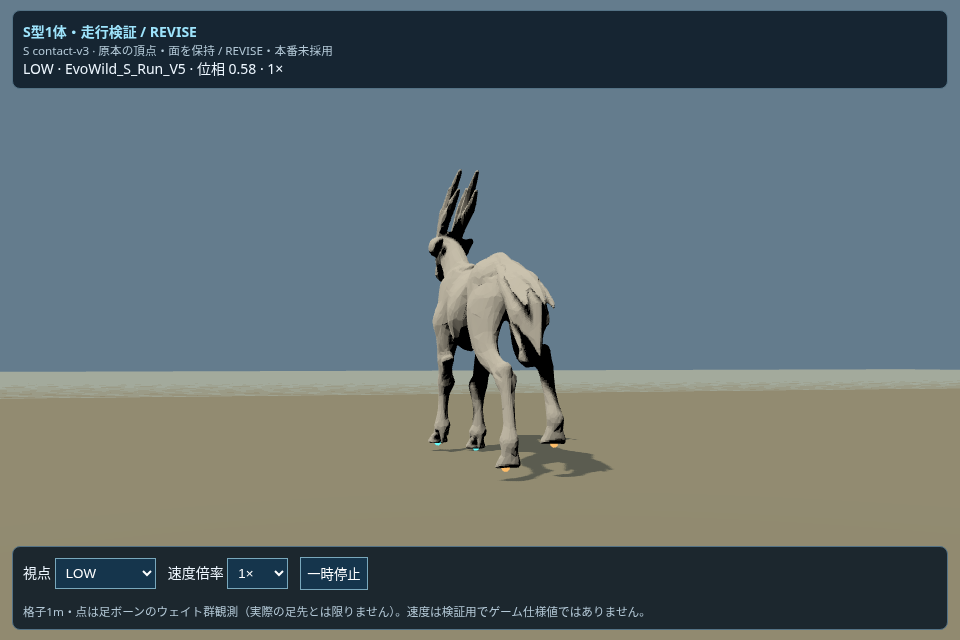 S型1体・走行検証 / REVISE
S contact-v3 · 原本の頂点・面を保持 / REVISE・本番未採用
LOW · EvoWild_S_Run_V5 · 位相 0.58 · 1×
視点 LOW 速度倍率 1× 一時停止
格子1m・点は足ボーンのウェイト群観測（実際の足先とは限りません）。速度は検証用でゲーム仕様値ではありません。